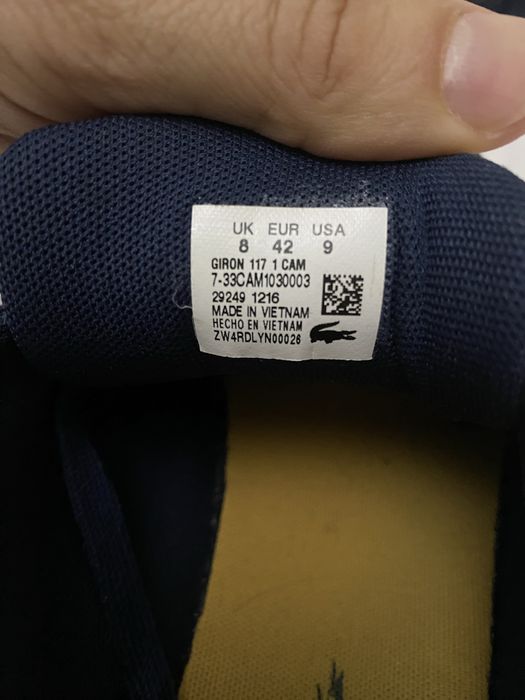 UK EUR USA
8 42 9
GIRON 117 1 CAM
7-33CAM1030003
29249 1216
MADE IN VIETNAM
HECHO EN VIETNAM
ZW4RDLYN00026